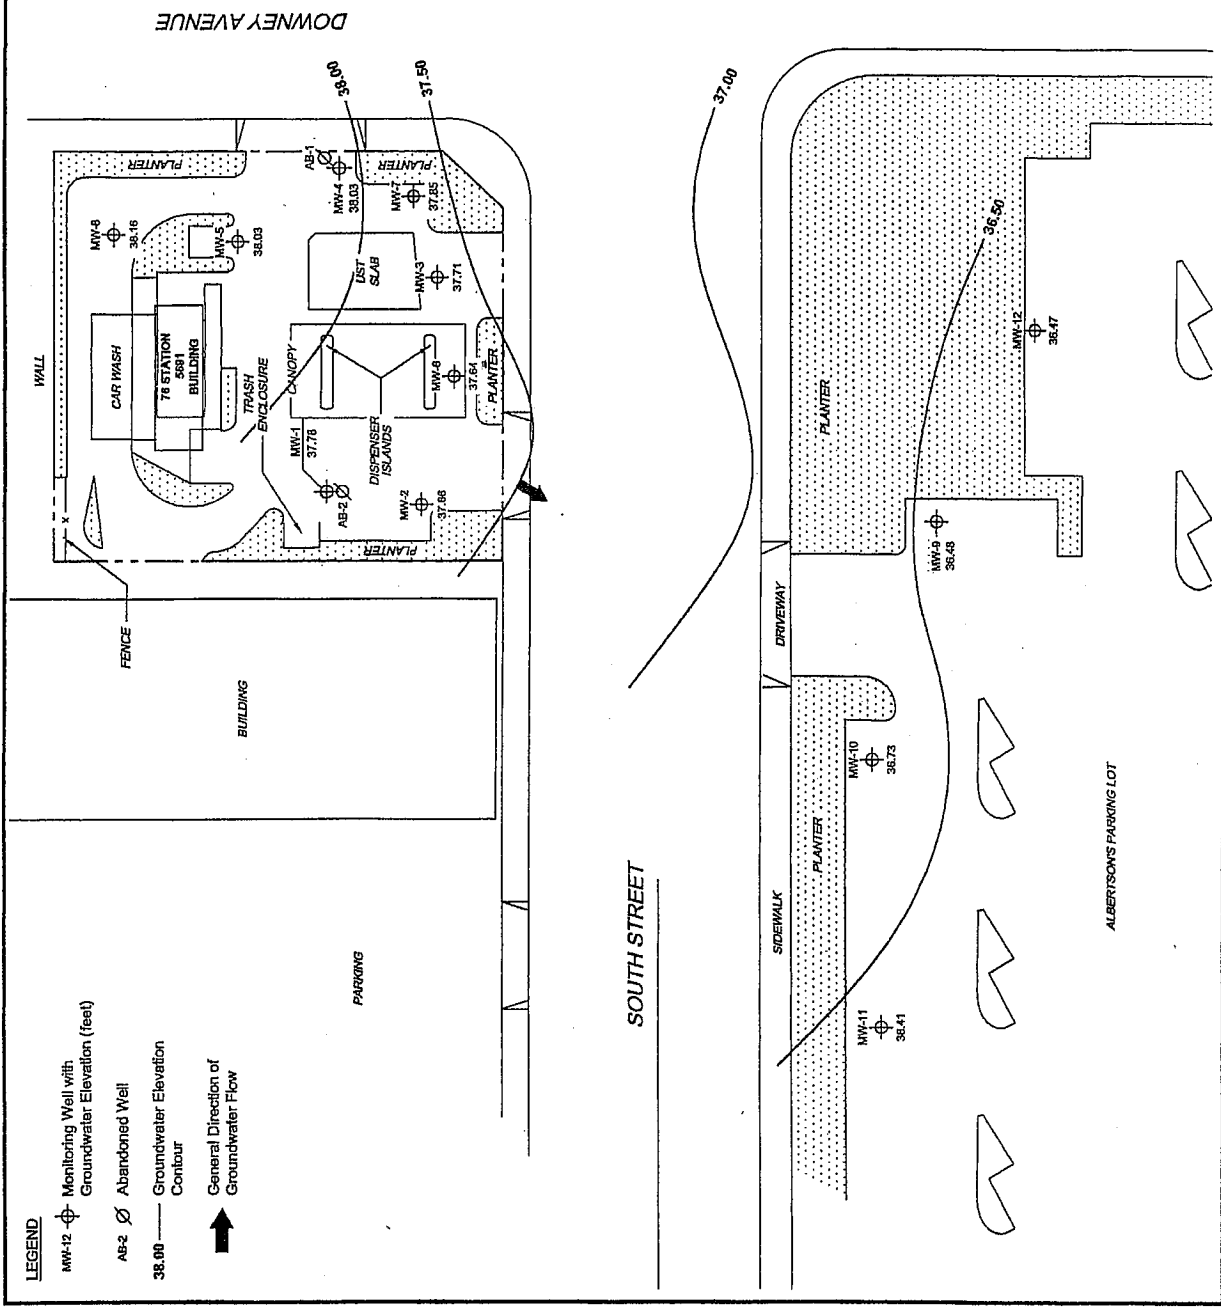 DOWNEY AVENUE
38.00
37.50
37.00
36.50
WALL
PLANTER
AB-1
MW-4
38.03
PLANTER
MW-7
37.85
MW-8
38.16
MW-5
38.03
UST
SLAB
MW-3
37.71
CAR WASH
76 STATION
5691
BUILDING
TRASH
ENCLOSURE
CANOPY
MW-6
37.64
PLANTER
MW-1
37.78
DISPENSER
ISLANDS
AB-2
MW-2
37.66
PLANTER
x
FENCE
BUILDING
PARKING
SOUTH STREET
PLANTER
MW-12
36.47
MW-9
36.48
DRIVEWAY
MW-10
36.73
PLANTER
SIDEWALK
MW-11
36.41
ALBERTSON'S PARKING LOT
LEGEND
MW-12 Monitoring Well with
Groundwater Elevation (feet)
AB-2 Abandoned Well
38.00 Groundwater Elevation
Contour
General Direction of
Groundwater Flow